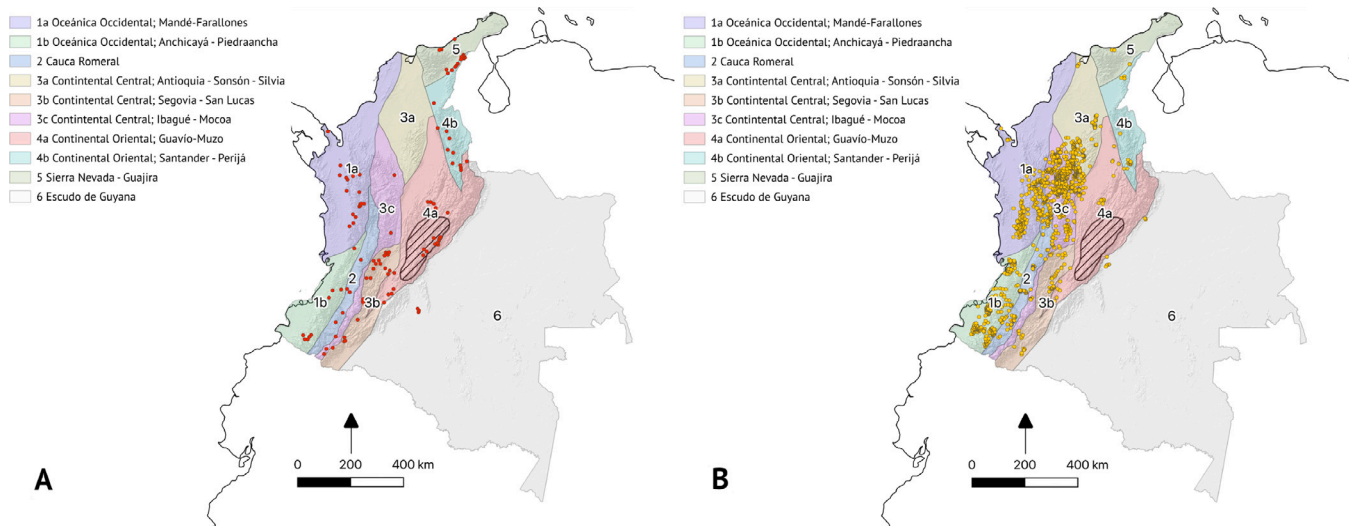 1a Oceánica Occidental; Mandé-Farallones
1b Oceánica Occidental; Anchicayá - Piedraancha
2 Cauca Romeral
3a Contintental Central; Antioquia - Sonsón - Silvia
3b Contintental Central; Segovia - San Lucas
3c Continental Central; Ibagué - Mocoa
4a Continental Oriental; Guavío-Muzo
4b Continental Oriental; Santander - Perijá
5 Sierra Nevada - Guajira
6 Escudo de Guyana
5
3a
4b
1a
3c
4a
2
1b
3b
6
A
0 200 400 km
1a Oceánica Occidental; Mandé-Farallones
1b Oceánica Occidental; Anchicayá - Piedraancha
2 Cauca Romeral
3a Contintental Central; Antioquia - Sonsón - Silvia
3b Contintental Central; Segovia - San Lucas
3c Continental Central; Ibagué - Mocoa
4a Continental Oriental; Guavío-Muzo
4b Continental Oriental; Santander - Perijá
5 Sierra Nevada - Guajira
6 Escudo de Guyana
5
3a
4b
1a
3c
4a
2
1b
3b
6
B
0 200 400 km